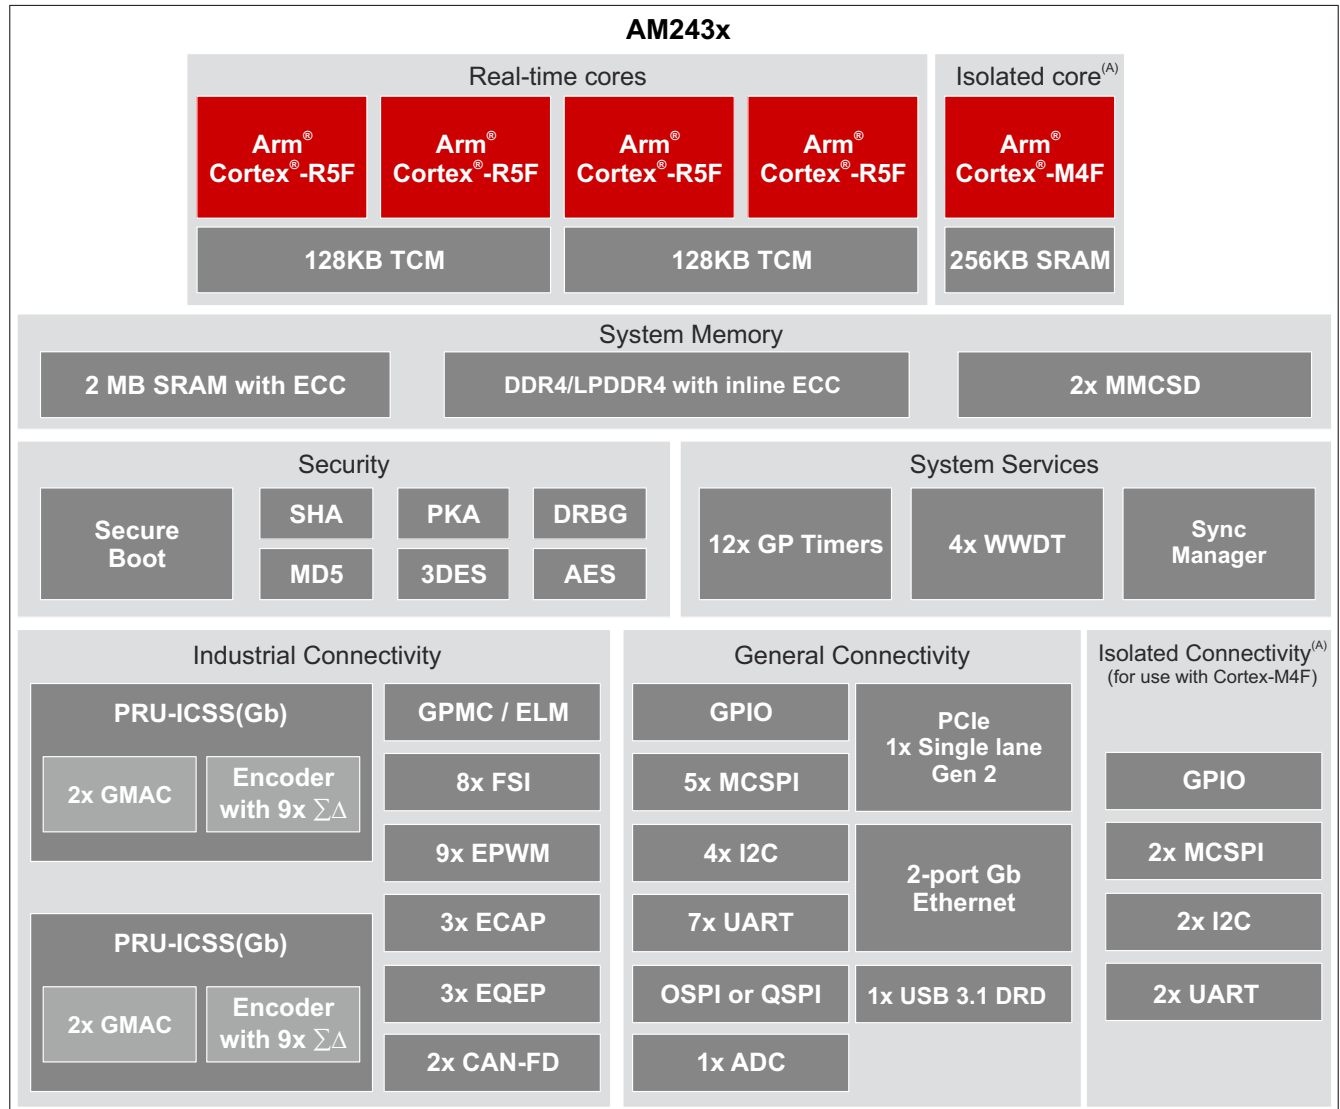 AM243x
Real-time cores
Arm®
Cortex®-R5F
Arm®
Cortex®-R5F
Arm®
Cortex®-R5F
Arm®
Cortex®-R5F
128KB TCM
128KB TCM
Isolated core(A)
Arm®
Cortex®-M4F
256KB SRAM
System Memory
2 MB SRAM with ECC
DDR4/LPDDR4 with inline ECC
2x MMCSD
Security
Secure
Boot
SHA
PKA
DRBG
MD5
3DES
AES
System Services
12x GP Timers
4x WWDT
Sync
Manager
Industrial Connectivity
PRU-ICSS(Gb)
2x GMAC
Encoder
with 9x ∑∆
PRU-ICSS(Gb)
2x GMAC
Encoder
with 9x ∑∆
GPMC / ELM
8x FSI
9x EPWM
3x ECAP
3x EQEP
2x CAN-FD
General Connectivity
GPIO
5x MCSPI
4x I2C
7x UART
OSPI or QSPI
1x ADC
PCIe
1x Single lane
Gen 2
2-port Gb
Ethernet
1x USB 3.1 DRD
Isolated Connectivity(A)
(for use with Cortex-M4F)
GPIO
2x MCSPI
2x I2C
2x UART